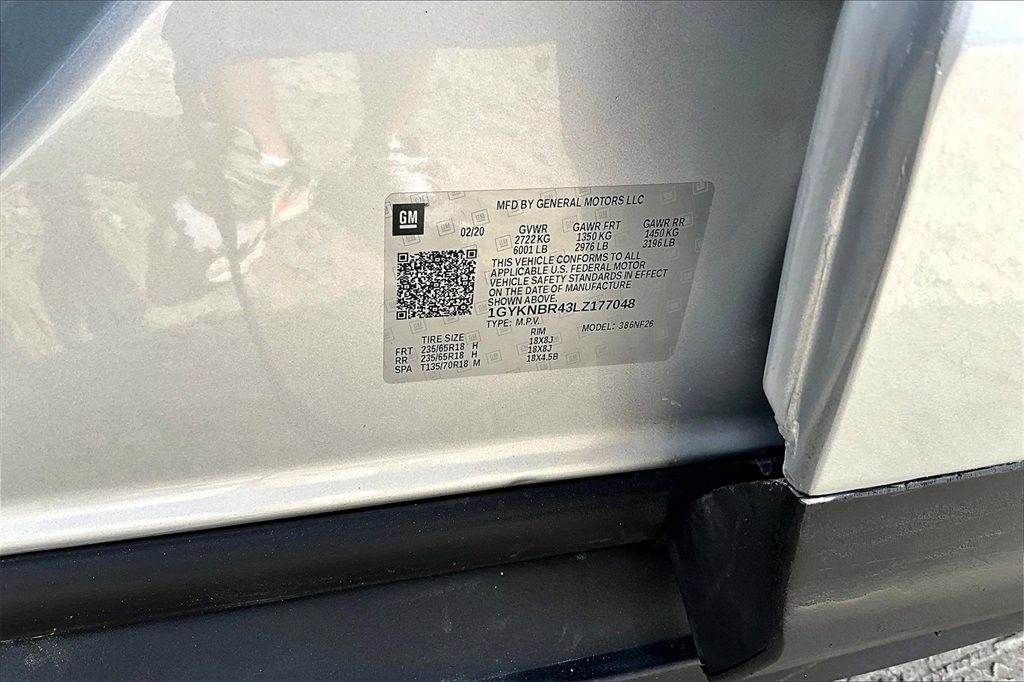 GM
MFD BY GENERAL MOTORS LLC
02/20
GVWR GAWR FRT GAWR RR
2722 KG 1350 KG 1450 KG
6001 LB 2976 LB 3196 LB
THIS VEHICLE CONFORMS TO ALL
APPLICABLE U.S. FEDERAL MOTOR
VEHICLE SAFETY STANDARDS IN EFFECT
ON THE DATE OF MANUFACTURE
SHOWN ABOVE.
1GYKNBR43LZ177048
TYPE: M.P.V. MODEL: 386NF26
TIRE SIZE RIM
FRT 235/65R18 H 18X8J
RR 235/65R18 H 18X8J
SPA T135/70R18 M 18X4.5B